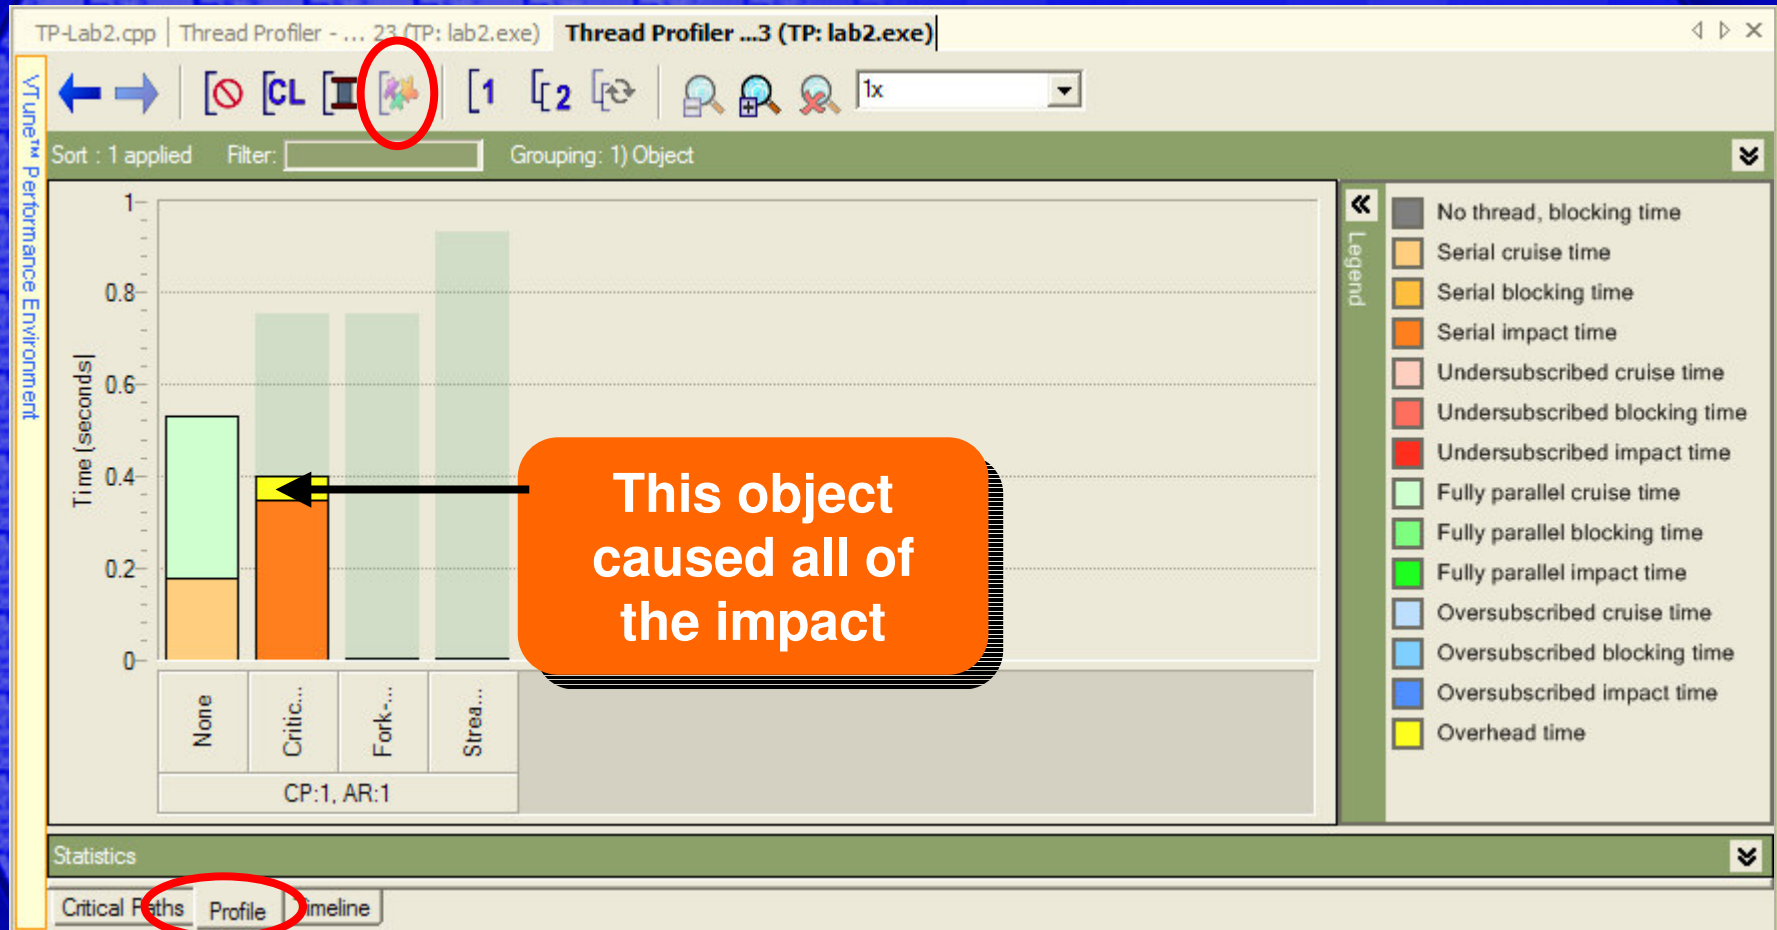 TP-Lab2.cpp
Thread Profiler - ... 23 (TP: lab2.exe)
Thread Profiler ...3 (TP: lab2.exe)
VTune™ Performance Environment
CL
1
2
1x
Sort : 1 applied
Filter:
Grouping: 1) Object
Time (seconds)
1
0.8
0.6
0.4
0.2
0
This object
caused all of
the impact
None
Critic...
Fork-...
Strea...
CP:1, AR:1
Legend
No thread, blocking time
Serial cruise time
Serial blocking time
Serial impact time
Undersubscribed cruise time
Undersubscribed blocking time
Undersubscribed impact time
Fully parallel cruise time
Fully parallel blocking time
Fully parallel impact time
Oversubscribed cruise time
Oversubscribed blocking time
Oversubscribed impact time
Overhead time
Statistics
Critical Paths
Profile
Timeline